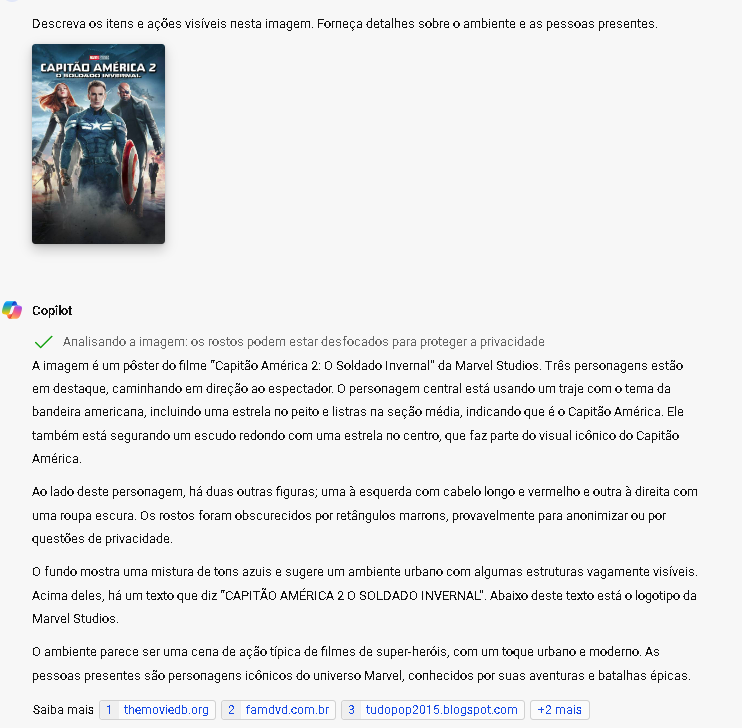 Descreva os itens e ações visíveis nesta imagem. Forneça detalhes sobre o ambiente e as pessoas presentes.
MARVEL STUDIOS
CAPITÃO AMÉRICA 2
O SOLDADO INVERNAL
Copilot
Analisando a imagem: os rostos podem estar desfocados para proteger a privacidade
A imagem é um pôster do filme "Capitão América 2: O Soldado Invernal" da Marvel Studios. Três personagens estão
em destaque, caminhando em direção ao espectador. O personagem central está usando um traje com o tema da
bandeira americana, incluindo uma estrela no peito e listras na seção média, indicando que é o Capitão América. Ele
também está segurando um escudo redondo com uma estrela no centro, que faz parte do visual icônico do Capitão
América.
Ao lado deste personagem, há duas outras figuras; uma à esquerda com cabelo longo e vermelho e outra à direita com
uma roupa escura. Os rostos foram obscurecidos por retângulos marrons, provavelmente para anonimizar ou por
questões de privacidade.
O fundo mostra uma mistura de tons azuis e sugere um ambiente urbano com algumas estruturas vagamente visíveis.
Acima deles, há um texto que diz "CAPITÃO AMÉRICA 2 O SOLDADO INVERNAL". Abaixo deste texto está o logotipo da
Marvel Studios.
O ambiente parece ser uma cena de ação típica de filmes de super-heróis, com um toque urbano e moderno. As
pessoas presentes são personagens icônicos do universo Marvel, conhecidos por suas aventuras e batalhas épicas.
Saiba mais 1 themoviedb.org 2 famdvd.com.br 3 tudopop2015.blogspot.com +2 mais